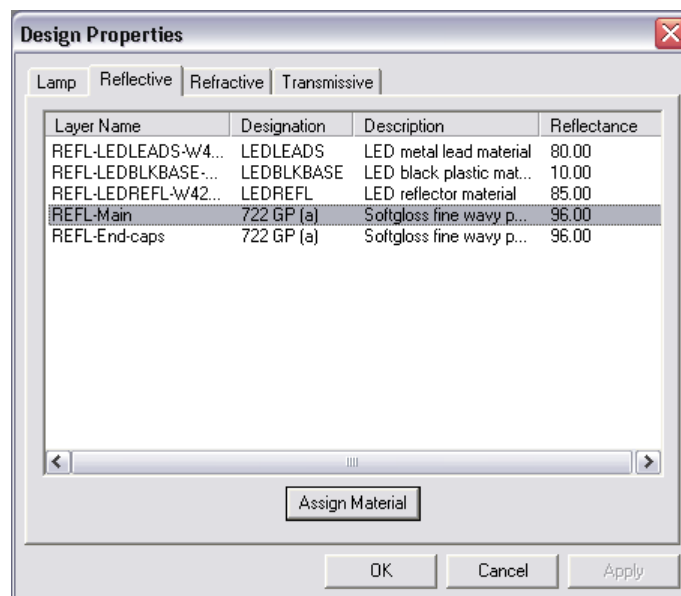 Design Properties
Lamp Reflective Refractive Transmissive
Layer Name Designation Description Reflectance
REFL-LEDLEADS-W4... LEDLEADS LED metal lead material 80.00
REFL-LEDBLKBASE-... LEDBLKBASE LED black plastic mat... 10.00
REFL-LEDREFL-W42... LEDREFL LED reflector material 85.00
REFL-Main 722 GP (a) Softgloss fine wavy p... 96.00
REFL-End-caps 722 GP (a) Softgloss fine wavy p... 96.00
Assign Material
OK Cancel Apply